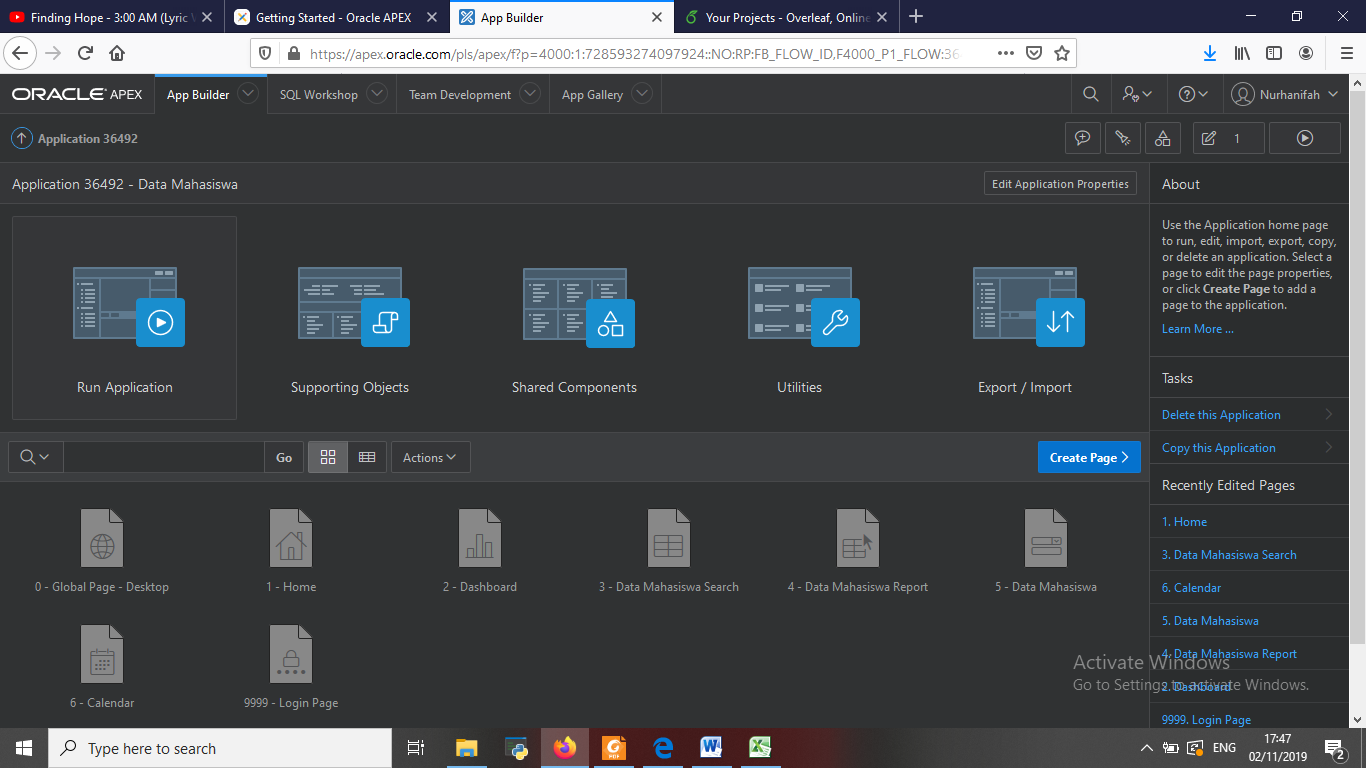 Finding Hope - 3:00 AM (Lyric V
Getting Started - Oracle APEX
App Builder
Your Projects - Overleaf, Online
https://apex.oracle.com/pls/apex/f?p=4000:1:728593274097924::NO:RP:FB_FLOW_ID,F4000_P1_FLOW:36
ORACLE APEX
App Builder
SQL Workshop
Team Development
App Gallery
Nurhanifah
Application 36492
1
Application 36492 - Data Mahasiswa
Edit Application Properties
Run Application
Supporting Objects
Shared Components
Utilities
Export / Import
Go
Actions
Create Page
0 - Global Page - Desktop
1 - Home
2 - Dashboard
3 - Data Mahasiswa Search
4 - Data Mahasiswa Report
5 - Data Mahasiswa
6 - Calendar
9999 - Login Page
About
Use the Application home page
to run, edit, import, export, copy,
or delete an application. Select a
page to edit the page properties,
or click Create Page to add a
page to the application.
Learn More ...
Tasks
Delete this Application
Copy this Application
Recently Edited Pages
1. Home
3. Data Mahasiswa Search
6. Calendar
5. Data Mahasiswa
4. Data Mahasiswa Report
2. Dashboard
9999. Login Page
Activate Windows
Go to Settings to activate Windows.
Type here to search
PDF
ENG
17:47
02/11/2019
2